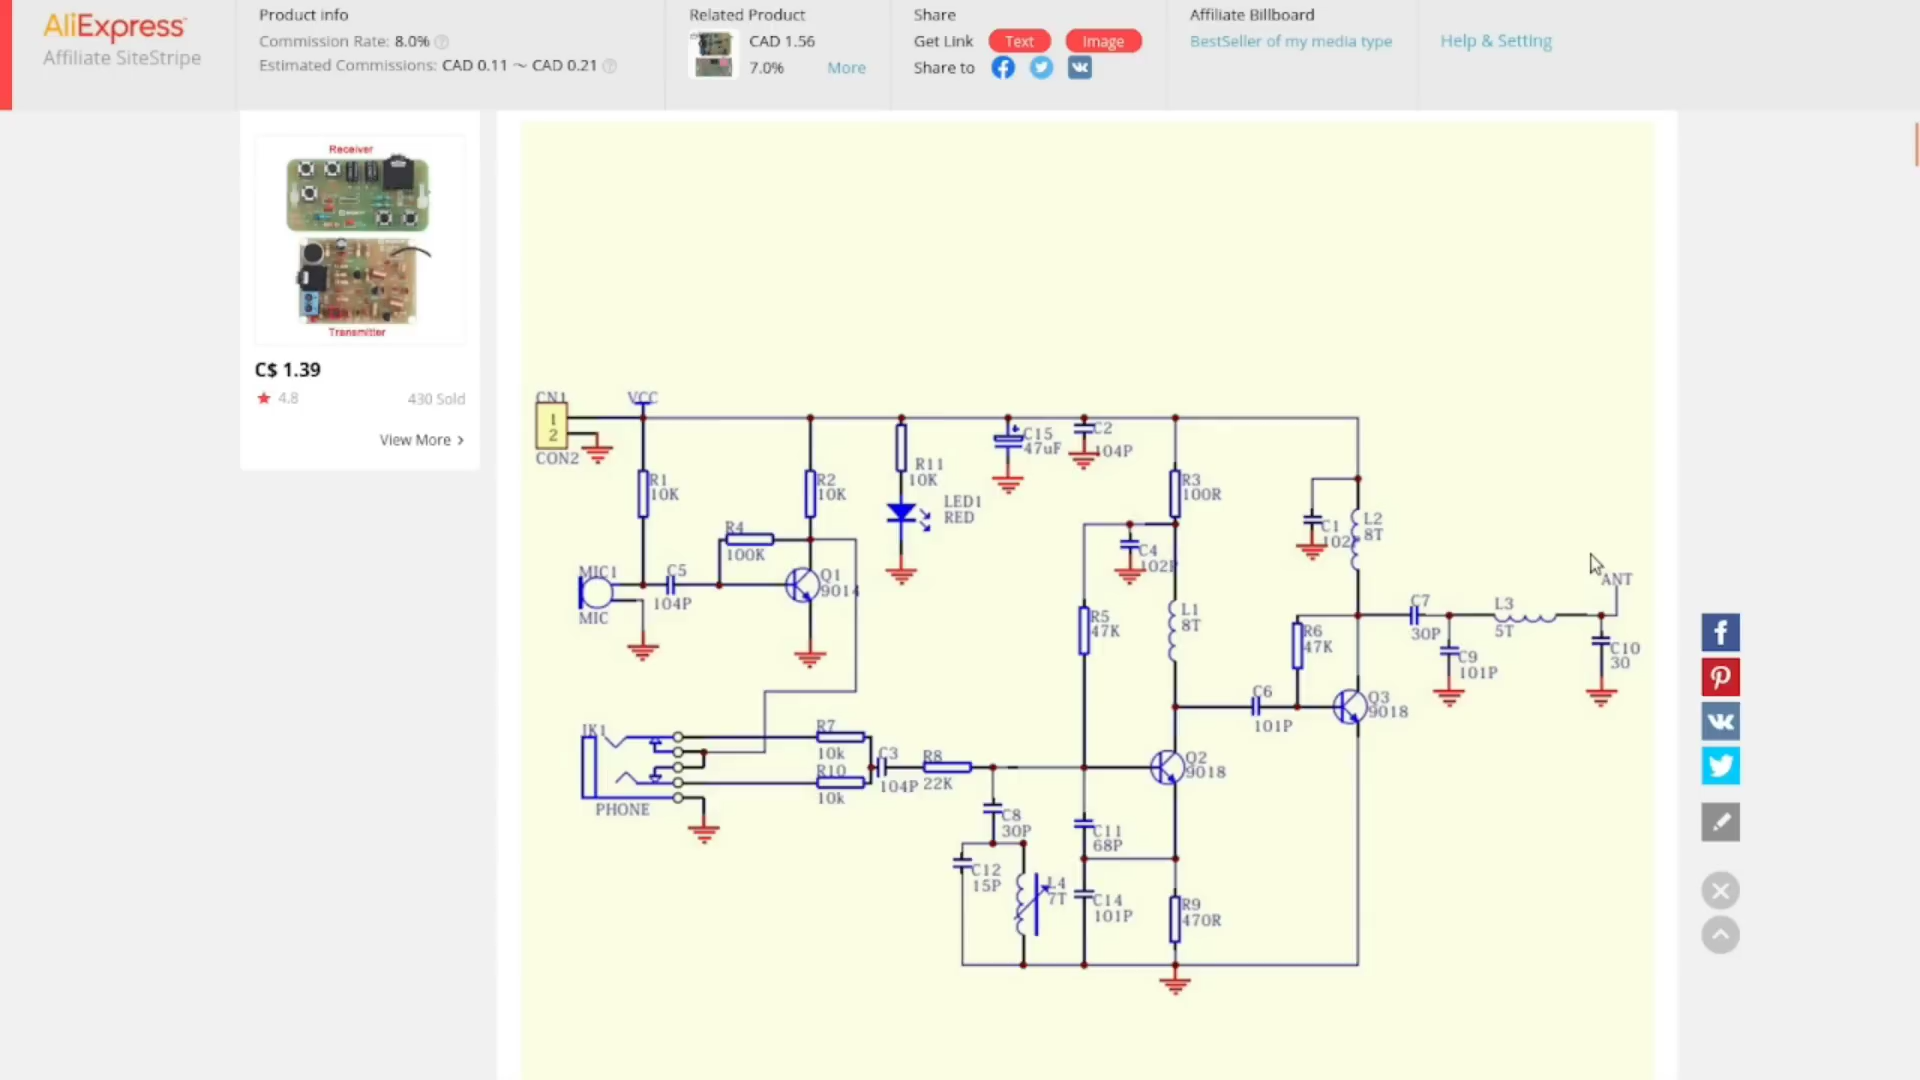 AliExpress
Affiliate SiteStripe
Product info
Commission Rate: 8.0%
Estimated Commissions: CAD 0.11 ~ CAD 0.21
Related Product
CAD 1.56
7.0% More
Share
Get Link Text Image
Share to
Affiliate Billboard
BestSeller of my media type
Help & Setting
Receiver
Transmitter
C$ 1.39
4.8 430 Sold
View More >
CN1
1
2
CON2
VCC
R1
10K
R2
10K
R4
100K
MIC1
MIC
C5
104P
Q1
9014
R11
10K
LED1
RED
C15
47uF
C2
104P
R3
100R
C4
102P
R5
47K
L1
8T
C1
102P
L2
8T
R6
47K
C6
101P
Q3
9018
C7
30P
C9
101P
L3
5T
ANT
C10
30
JK1
PHONE
R7
10k
R10
10k
C3
104P
R8
22K
Q2
9018
C8
30P
C12
15P
L4
7T
C11
68P
C14
101P
R9
470R